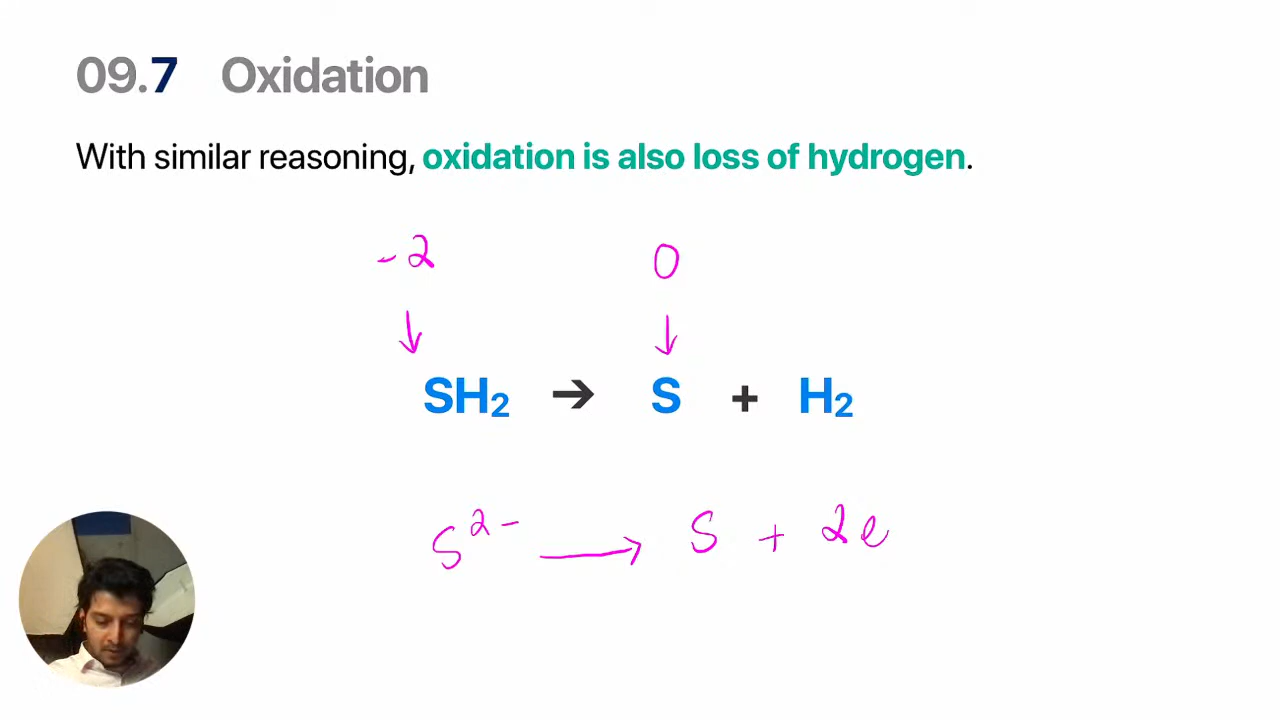 09.7 Oxidation
With similar reasoning, oxidation is also loss of hydrogen.
-2 0
↓ ↓
SH₂ → S + H₂
S²⁻ → S + 2e